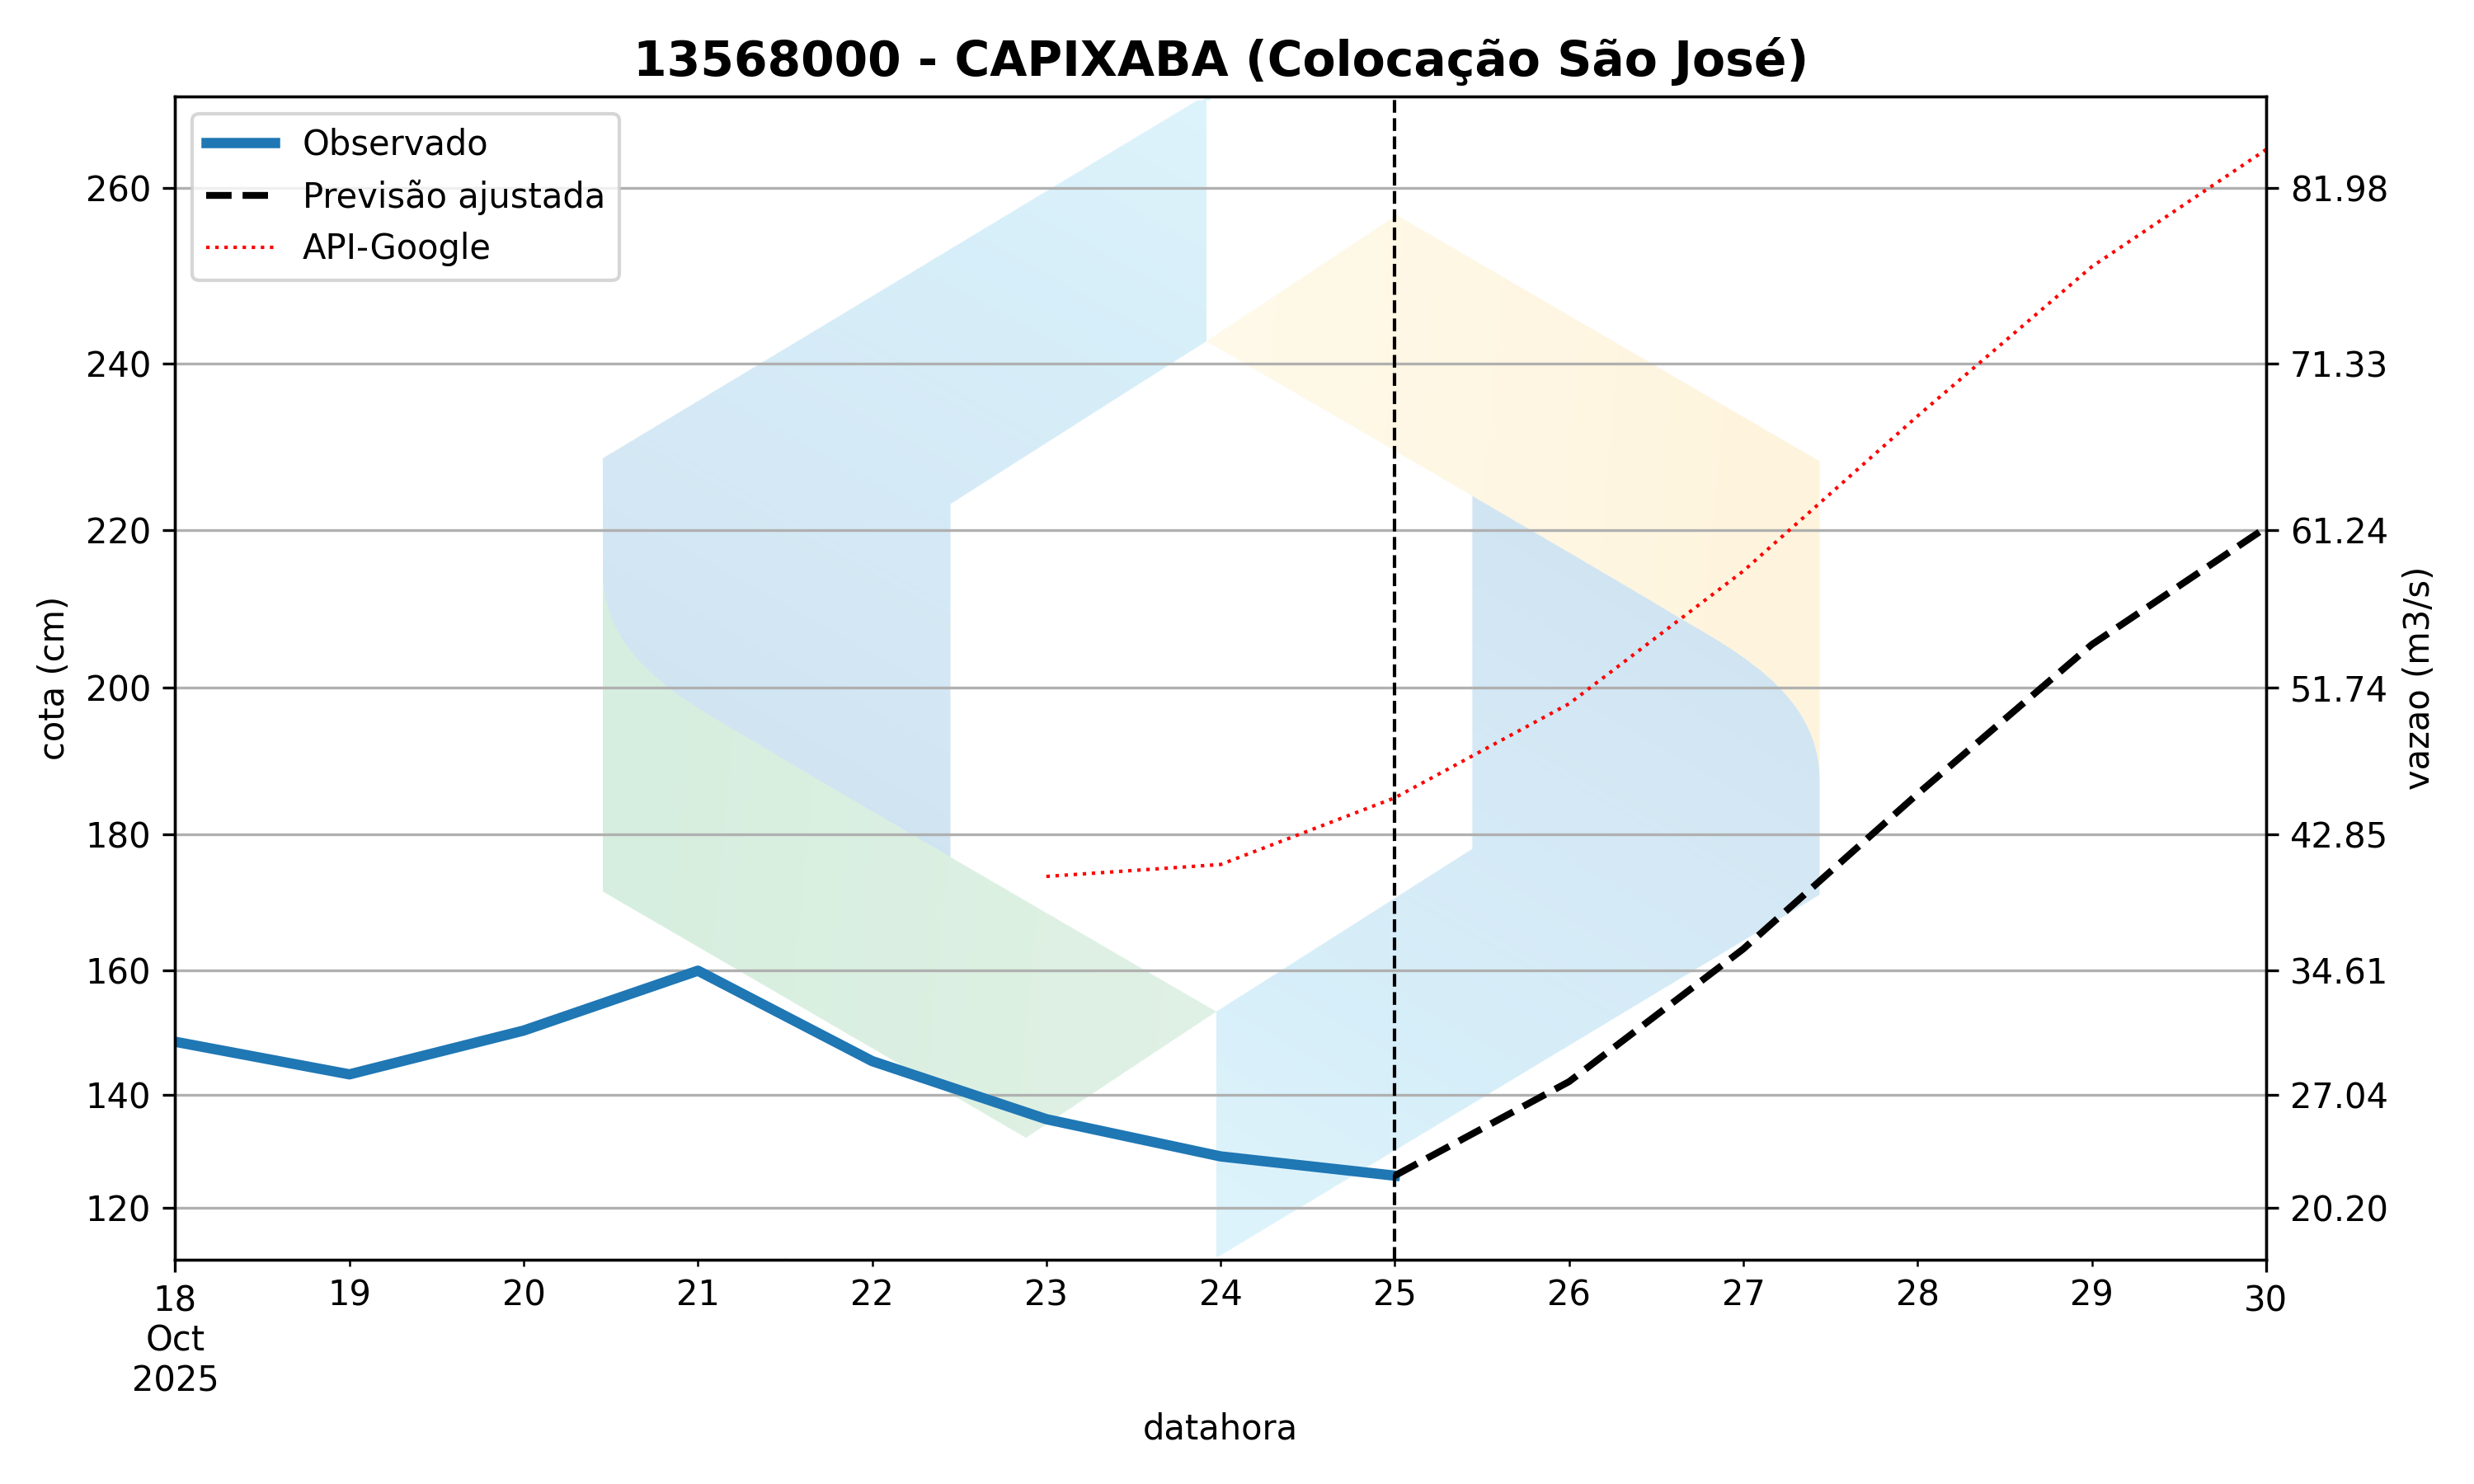 13568000 - CAPIXABA (Colocação São José)
Observado
Previsão ajustada
API-Google
260
240
220
200
180
160
140
120
cota (cm)
81.98
71.33
61.24
51.74
42.85
34.61
27.04
20.20
vazao (m3/s)
18 19 20 21 22 23 24 25 26 27 28 29 30
Oct
2025
datahora